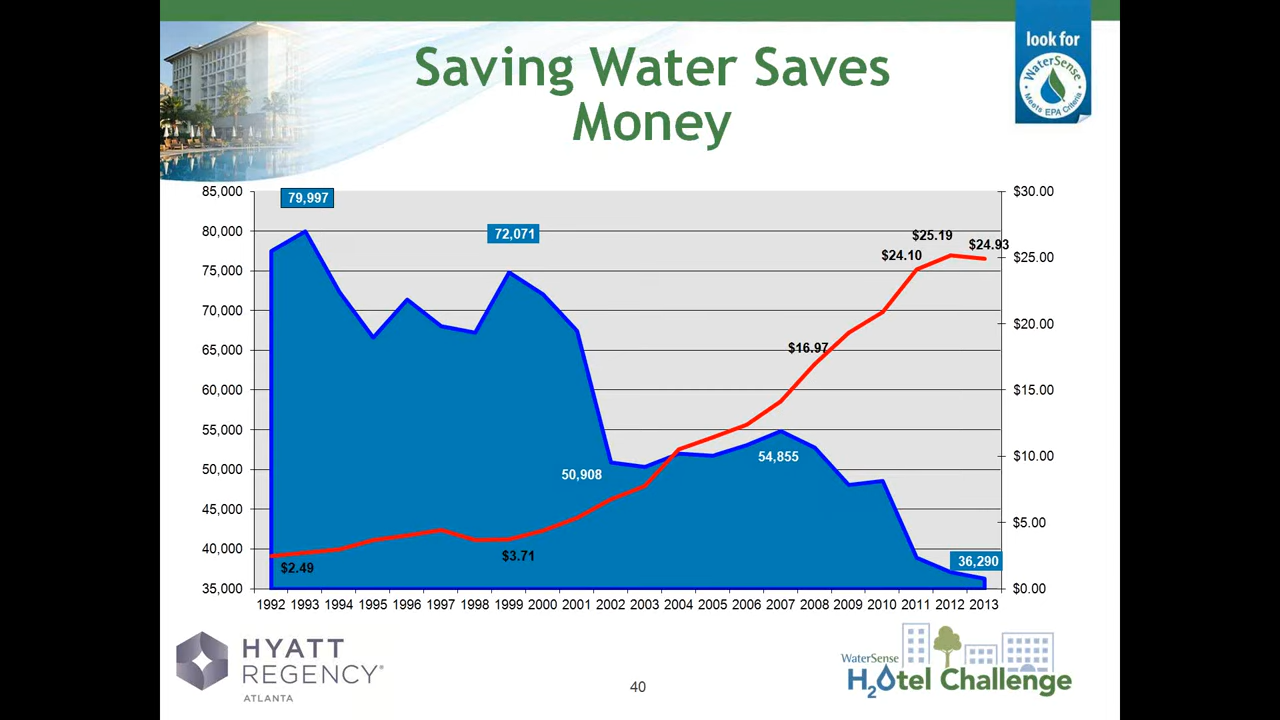 Saving Water Saves
Money
look for
WaterSense
Meets EPA Criteria
85,000
80,000
75,000
70,000
65,000
60,000
55,000
50,000
45,000
40,000
35,000
79,997
72,071
50,908
54,855
36,290
$2.49
$3.71
$16.97
$24.10
$25.19
$24.93
$30.00
$25.00
$20.00
$15.00
$10.00
$5.00
$0.00
1992 1993 1994 1995 1996 1997 1998 1999 2000 2001 2002 2003 2004 2005 2006 2007 2008 2009 2010 2011 2012 2013
HYATT
REGENCY®
ATLANTA
40
WaterSense
H2Otel Challenge